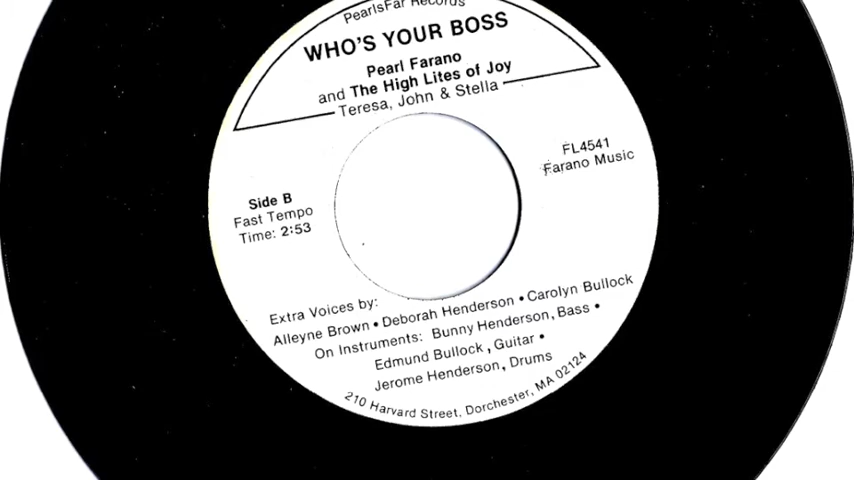 PearlsFar Records
WHO'S YOUR BOSS
Pearl Farano
and The High Lites of Joy
Teresa, John & Stella
FL4541
Farano Music
Side B
Fast Tempo
Time: 2:53
Extra Voices by:
Alleyne Brown • Deborah Henderson • Carolyn Bullock
On Instruments: Bunny Henderson, Bass •
Edmund Bullock, Guitar •
Jerome Henderson, Drums
210 Harvard Street, Dorchester, MA 02124